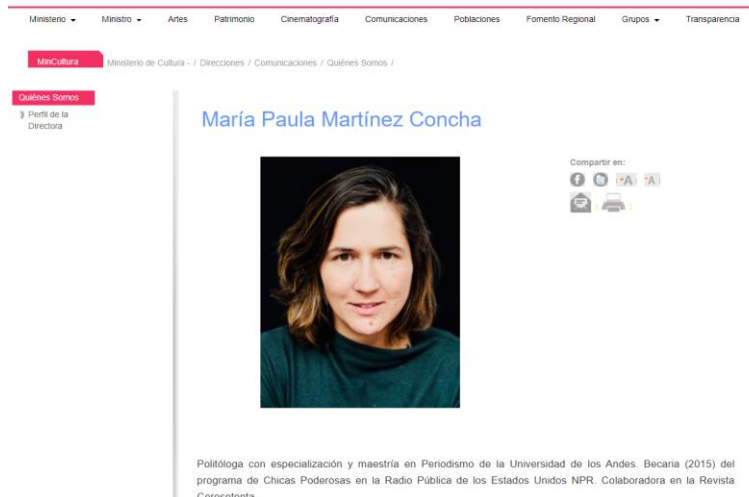 Ministerio Ministro Artes Patrimonio Cinematografía Comunicaciones Poblaciones Fomento Regional Grupos Transparencia
MinCultura Ministerio de Cultura - / Direcciones / Comunicaciones / Quiénes Somos /
Quiénes Somos
Perfil de la
Directora
María Paula Martínez Concha
Compartir en:
+A -A
Politóloga con especialización y maestría en Periodismo de la Universidad de los Andes. Becaria (2015) del
programa de Chicas Poderosas en la Radio Pública de los Estados Unidos NPR. Colaboradora en la Revista